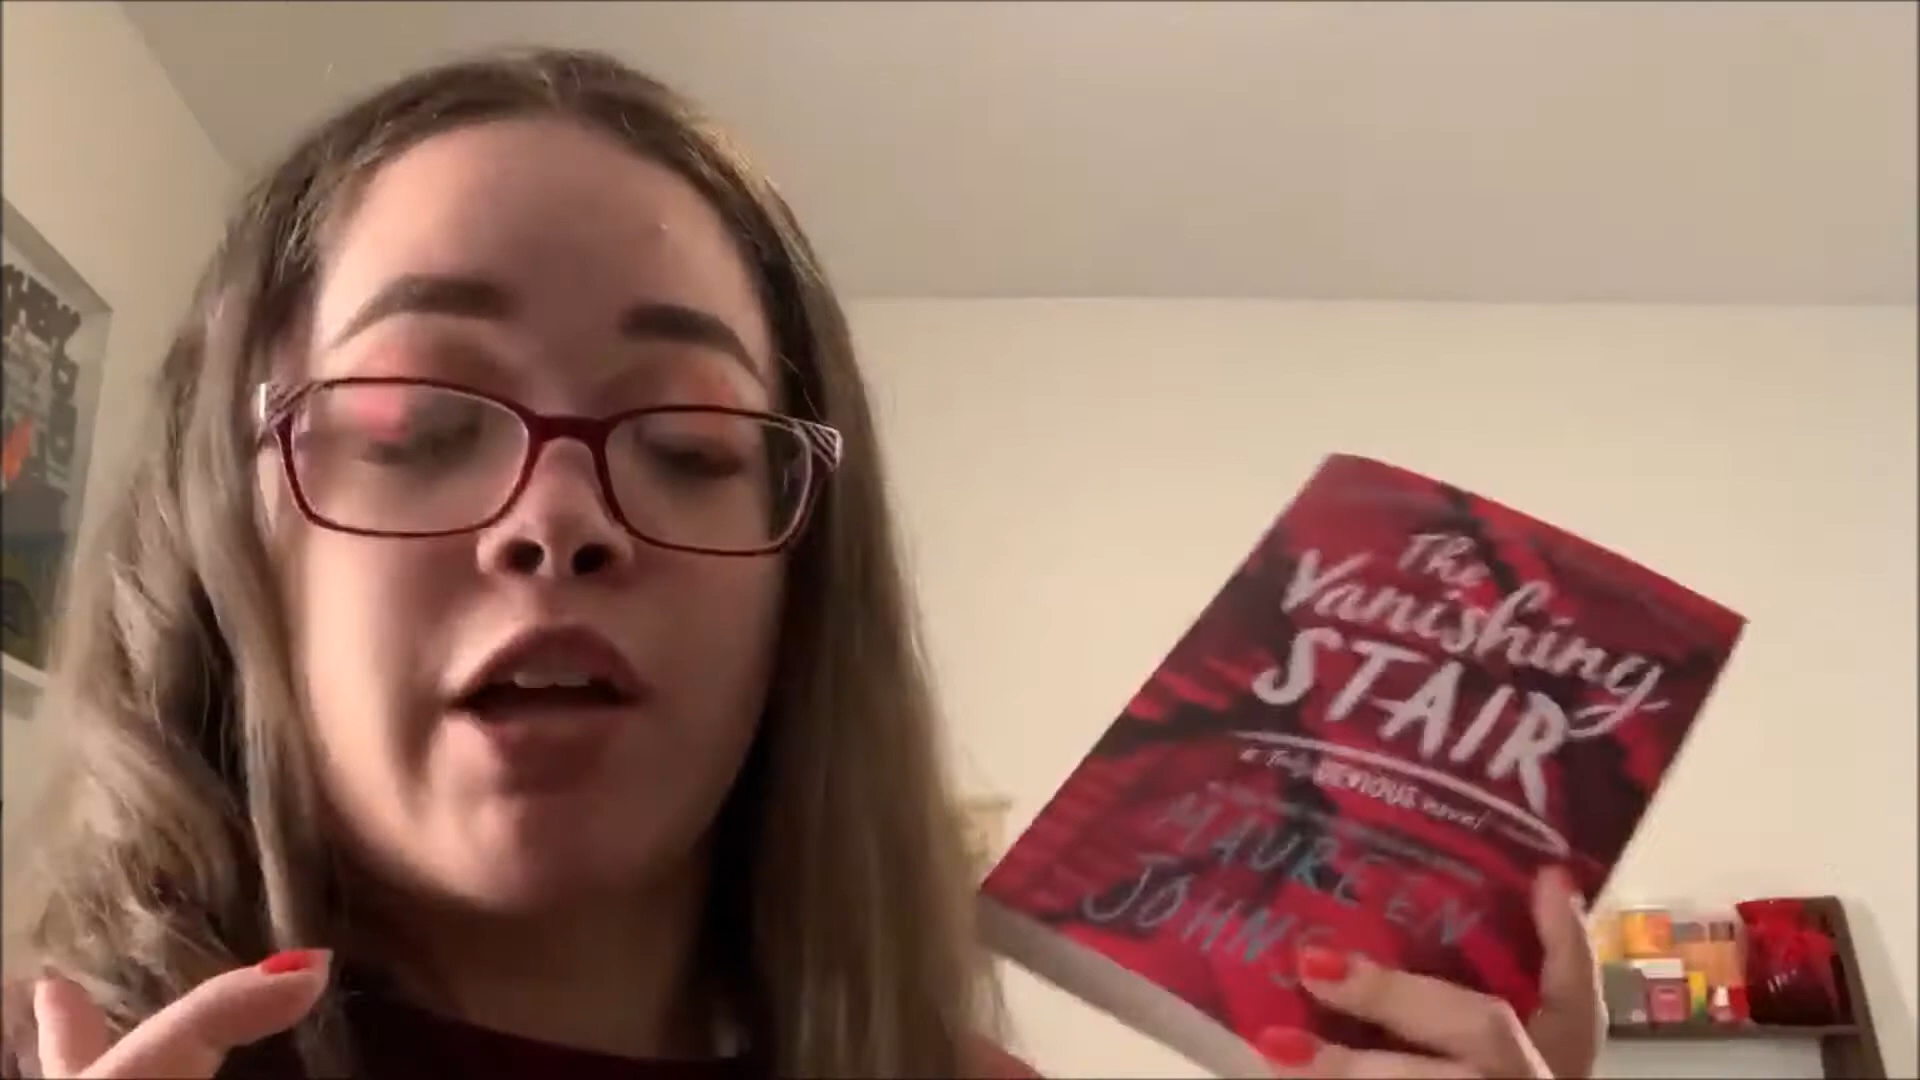 The
Vanishing
STAIR
a Truly DEVIOUS novel
MAUREEN
JOHNS